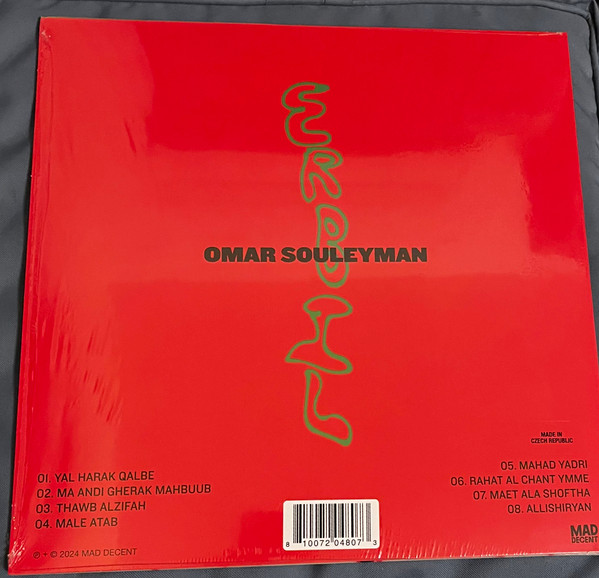 ERBIL
OMAR SOULEYMAN
MADE IN
CZECH REPUBLIC
01. YAL HARAK QALBE
02. MA ANDI GHERAK MAHBUUB
03. THAWB ALZIFAH
04. MALE ATAB
05. MAHAD YADRI
06. RAHAT AL CHANT YMME
07. MAET ALA SHOFTHA
08. ALLISHIRYAN
℗ + © 2024 MAD DECENT
8 10072 04807 3
MAD
DECENT